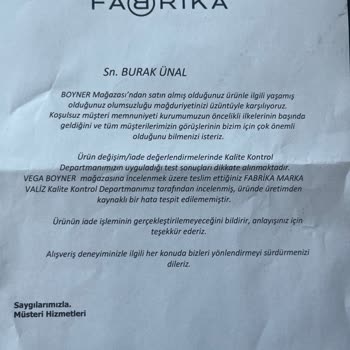 FABRIKA
Sn. BURAK ÜNAL
BOYNER Mağazası'ndan satın almış olduğunuz ürünle ilgili yaşamış
olduğunuz olumsuzluğu mağduriyetinizi üzüntüyle karşılıyoruz.
Koşulsuz müşteri memnuniyeti kurumumuzun öncelikli ilkelerinin başında
geldiğini ve tüm müşterilerimizin görüşlerinin bizim için çok önemli
olduğunu bilmenizi isteriz.
Ürün değişim/iade değerlendirmelerinde Kalite Kontrol
Departmanımızın uyguladığı test sonuçları dikkate alınmaktadır.
VEGA BOYNER mağazasına incelenmek üzere teslim ettiğiniz FABRİKA MARKA
VALİZ Kalite Kontrol Departmanımız tarafından incelenmiş, üründe üretimden
kaynaklı bir hata tespit edilememiştir.
Ürünün iade işleminin gerçekleştirilemeyeceğini bildirir, anlayışınız için
teşekkür ederiz.
Alışveriş deneyiminizle ilgili her konuda bizleri yönlendirmeyi sürdürmenizi
dileriz.
Saygılarımızla.
Müşteri Hizmetleri